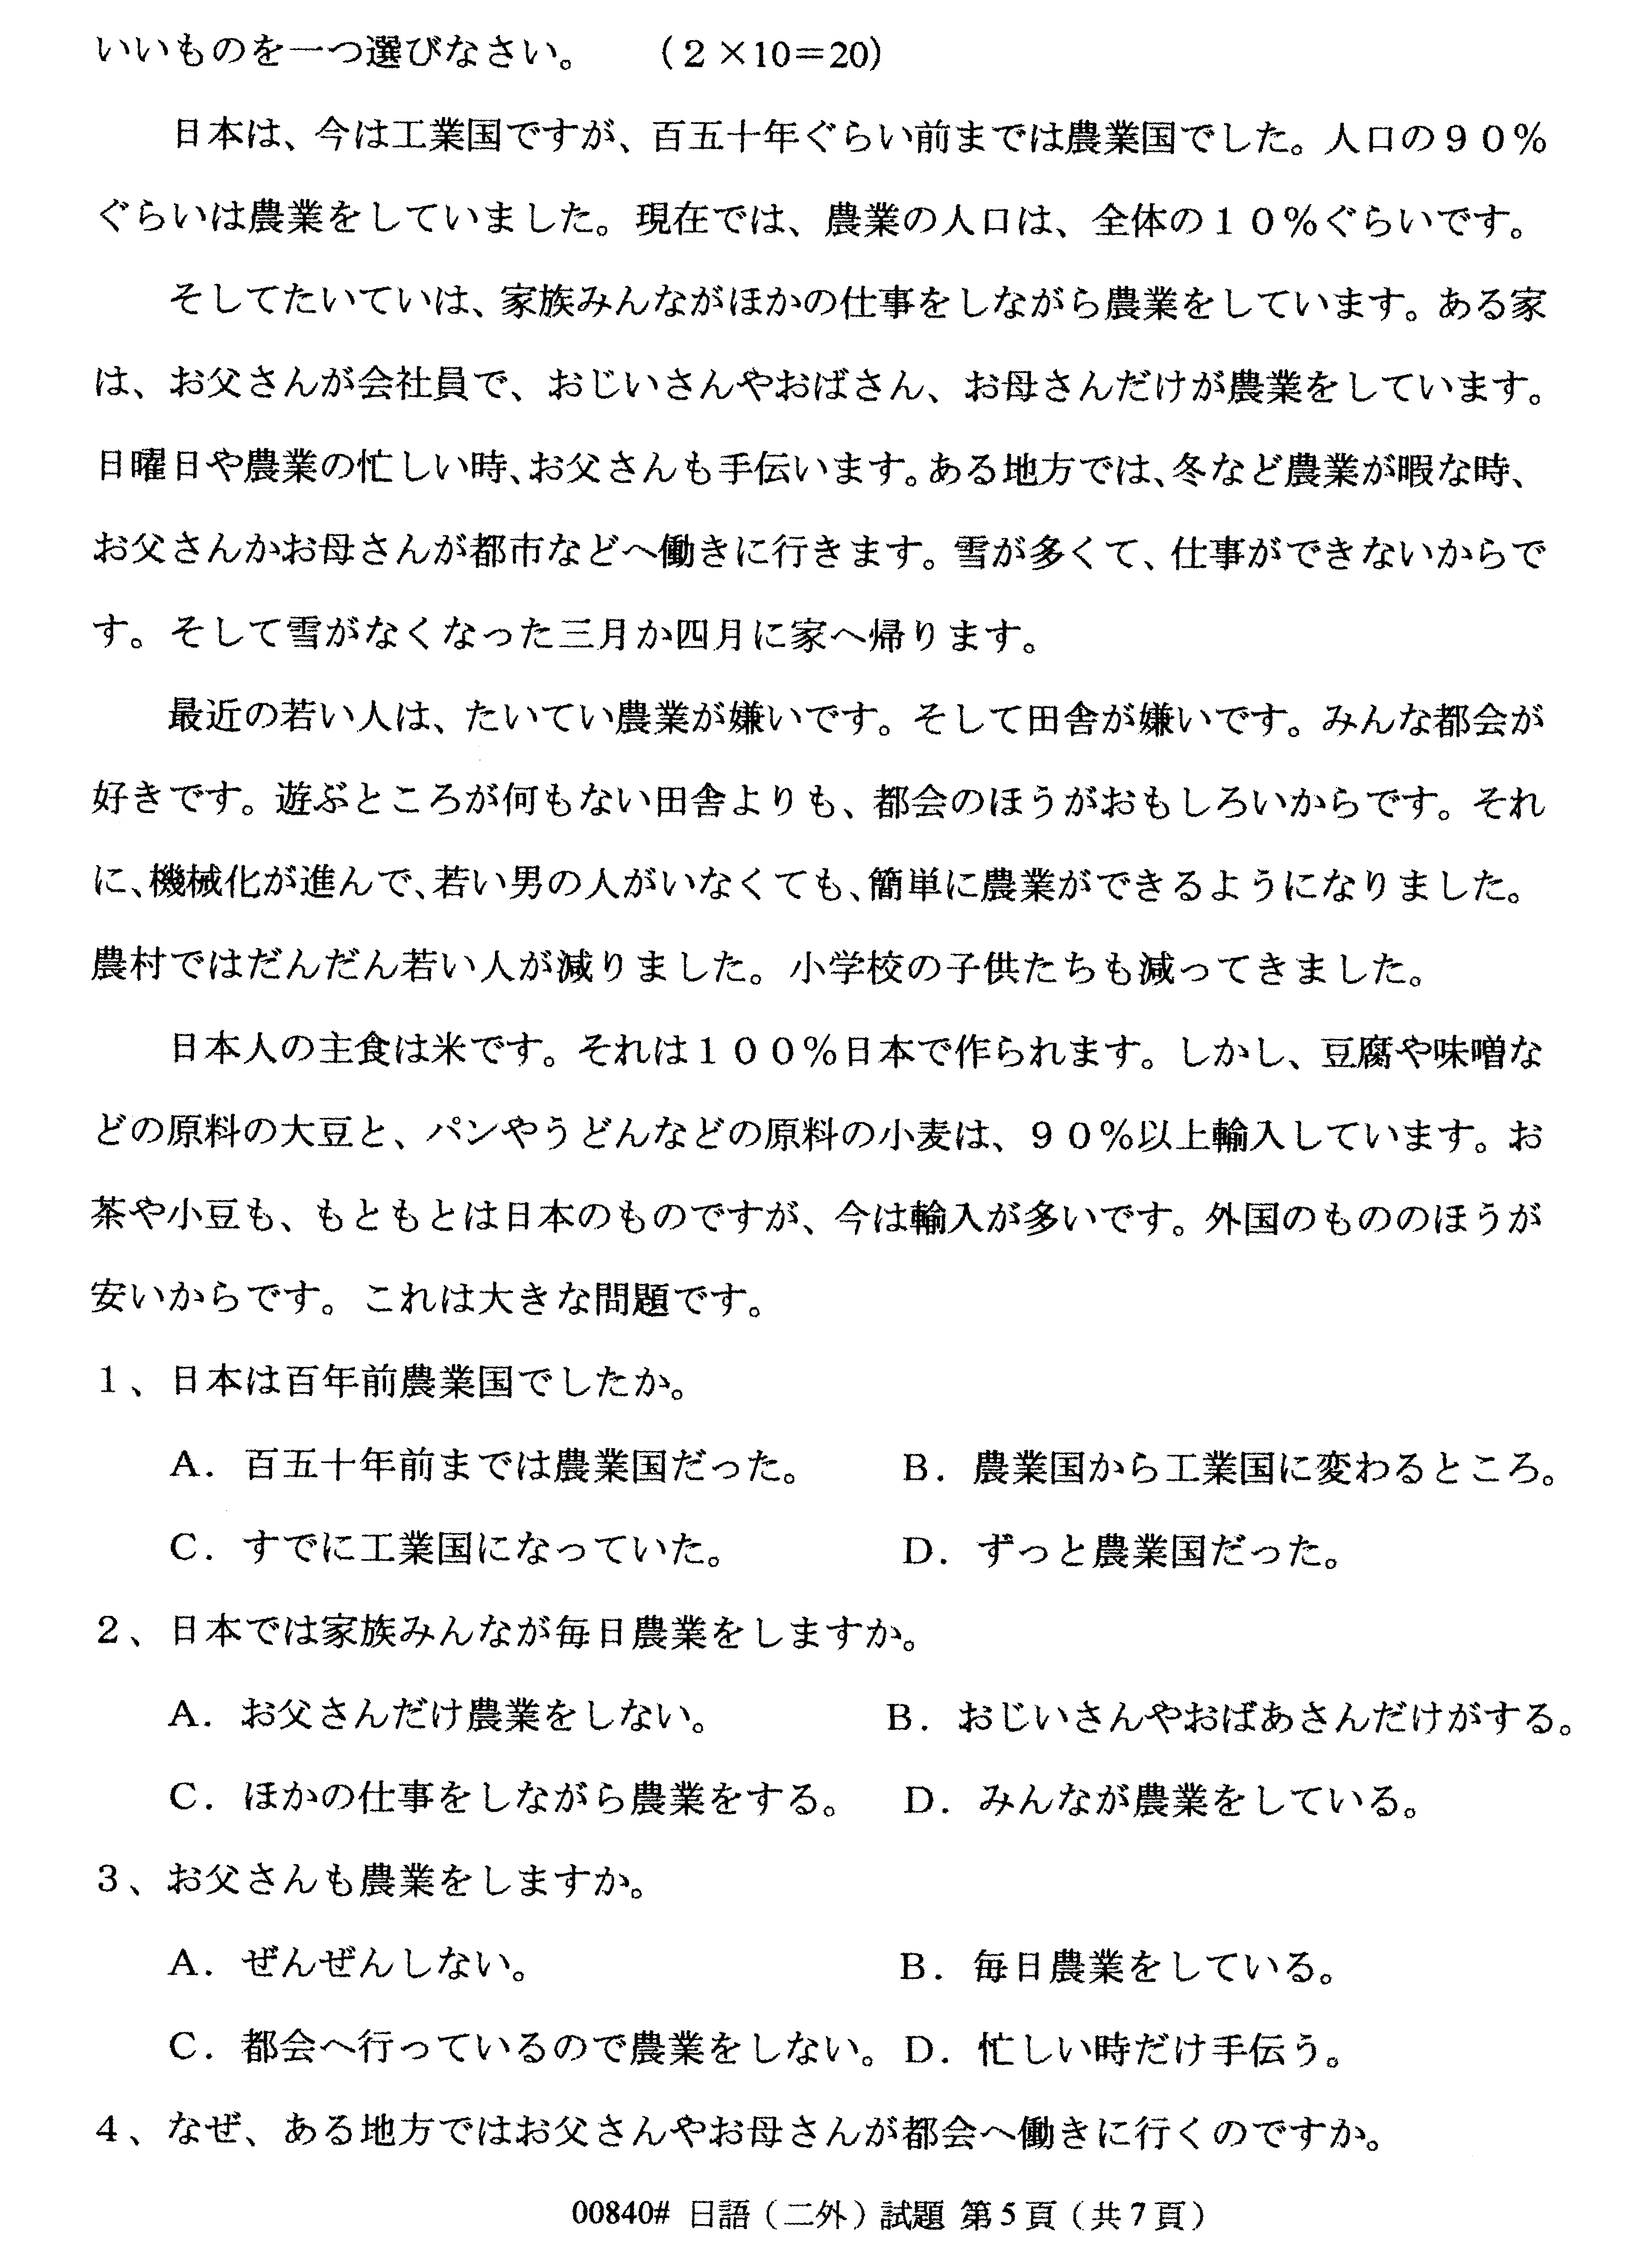 いいものを一つ選びなさい。　（２×10＝20）
日本は、今は工業国ですが、百五十年ぐらい前までは農業国でした。人口の９０％
ぐらいは農業をしていました。現在では、農業の人口は、全体の１０％ぐらいです。
そしてたいていは、家族みんながほかの仕事をしながら農業をしています。ある家
は、お父さんが会社員で、おじいさんやおばさん、お母さんだけが農業をしています。
日曜日や農業の忙しい時、お父さんも手伝います。ある地方では、冬など農業が暇な時、
お父さんかお母さんが都市などへ働きに行きます。雪が多くて、仕事ができないからで
す。そして雪がなくなった三月か四月に家へ帰ります。
最近の若い人は、たいてい農業が嫌いです。そして田舎が嫌いです。みんな都会が
好きです。遊ぶところが何もない田舎よりも、都会のほうがおもしろいからです。それ
に、機械化が進んで、若い男の人がいなくても、簡単に農業ができるようになりました。
農村ではだんだん若い人が減りました。小学校の子供たちも減ってきました。
日本人の主食は米です。それは１００％日本で作られます。しかし、豆腐や味噌な
どの原料の大豆と、パンやうどんなどの原料の小麦は、９０％以上輸入しています。お
茶や小豆も、もともとは日本のものですが、今は輸入が多いです。外国のもののほうが
安いからです。これは大きな問題です。
１、日本は百年前農業国でしたか。
A．百五十年前までは農業国だった。　B．農業国から工業国に変わるところ。
C．すでに工業国になっていた。　D．ずっと農業国だった。
２、日本では家族みんなが毎日農業をしますか。
A．お父さんだけ農業をしない。　B．おじいさんやおばあさんだけがする。
C．ほかの仕事をしながら農業をする。　D．みんなが農業をしている。
３、お父さんも農業をしますか。
A．ぜんぜんしない。　B．毎日農業をしている。
C．都会へ行っているので農業をしない。D．忙しい時だけ手伝う。
４、なぜ、ある地方ではお父さんやお母さんが都会へ働きに行くのですか。
00840# 日語（二外）試題 第５頁（共７頁）